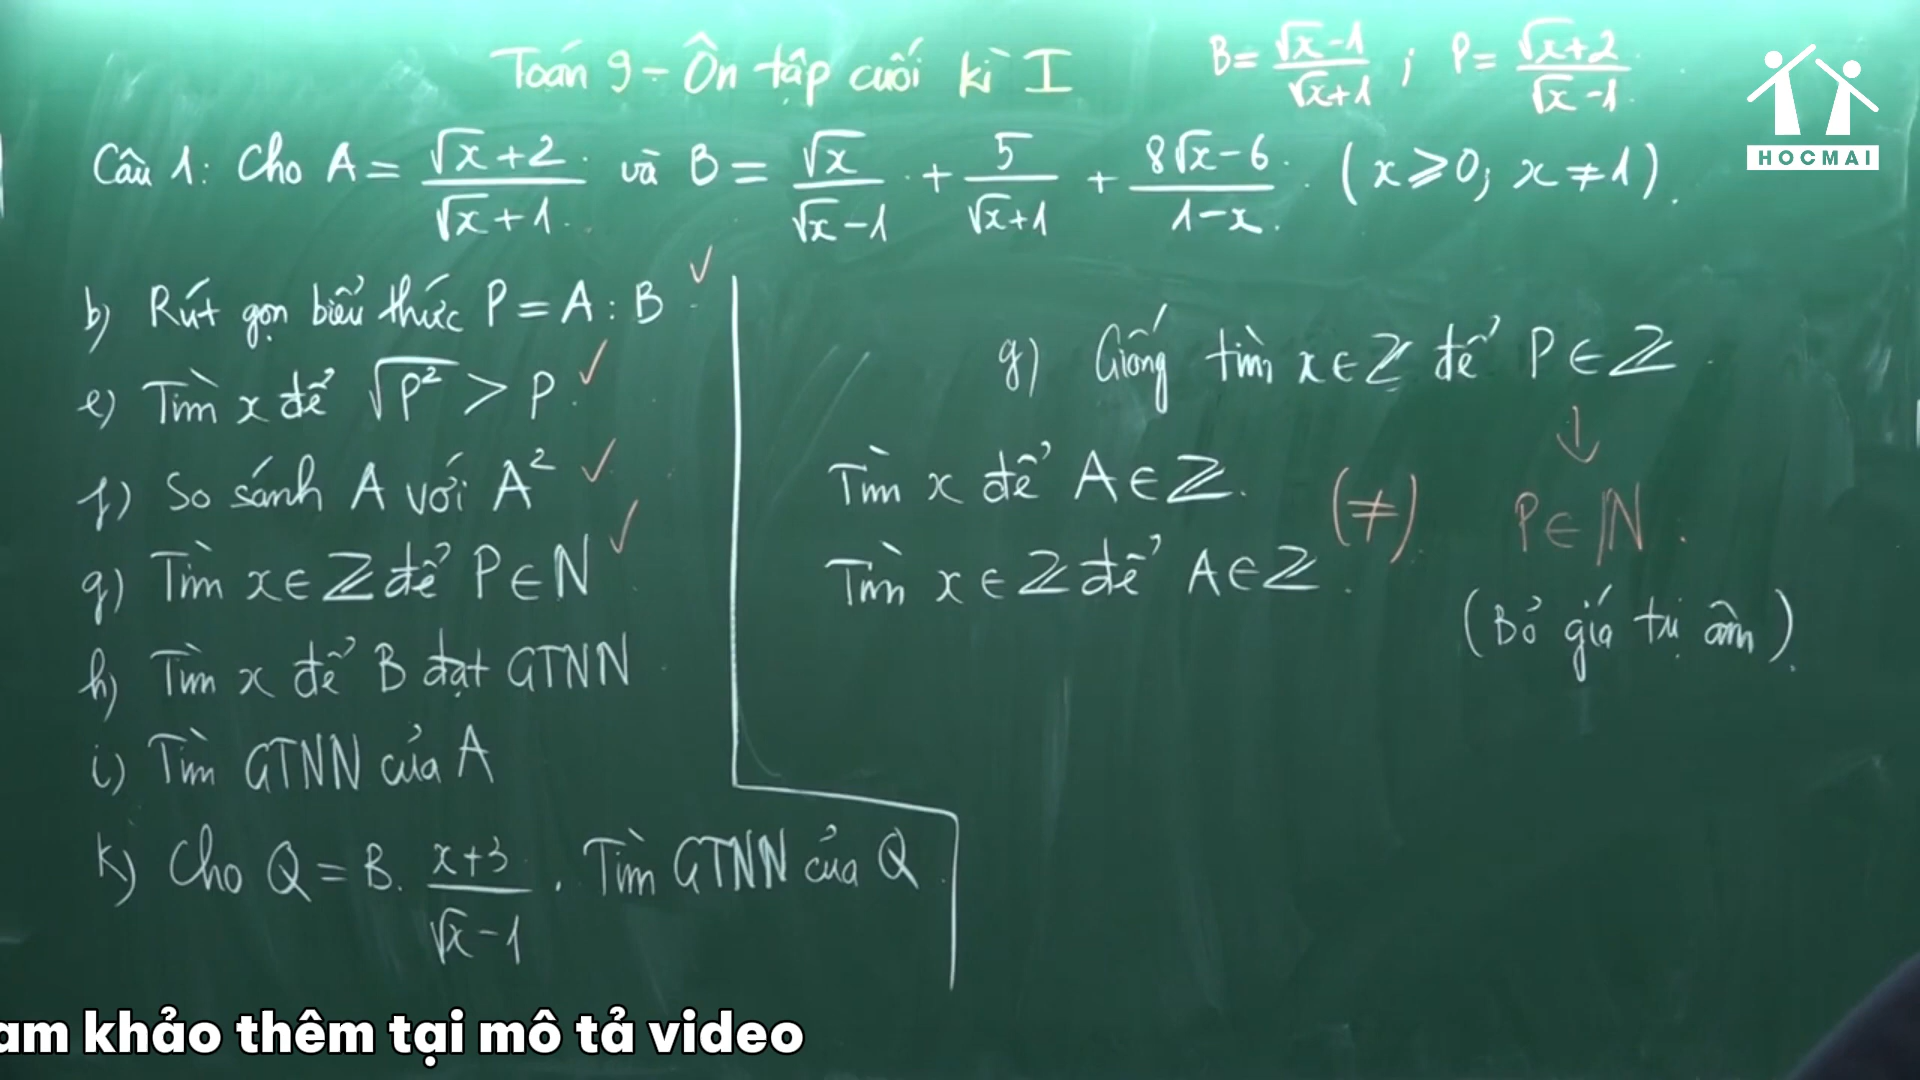 Toán 9 - Ôn tập cuối kì I
B = (√x - 1)/(√x + 1) ; P = (√x + 2)/(√x - 1)
HOCMAI
Câu 1: Cho A = (√x + 2)/(√x + 1) và B = √x/(√x - 1) + 5/(√x + 1) + (8√x - 6)/(1 - x) (x ⩾ 0; x ≠ 1).
b) Rút gọn biểu thức P = A : B ✓
e) Tìm x để √P² > P ✓
f) So sánh A với A² ✓
g) Tìm x ∈ Z để P ∈ N ✓
h) Tìm x để B đạt GTNN
i) Tìm GTNN của A
k) Cho Q = B. (x + 3)/(√x - 1). Tìm GTNN của Q
g) Giống tìm x ∈ Z để P ∈ Z
↓
Tìm x để A ∈ Z.
(≠)
P ∈ N.
Tìm x ∈ Z để A ∈ Z.
(Bỏ giá trị âm).
am khảo thêm tại mô tả video